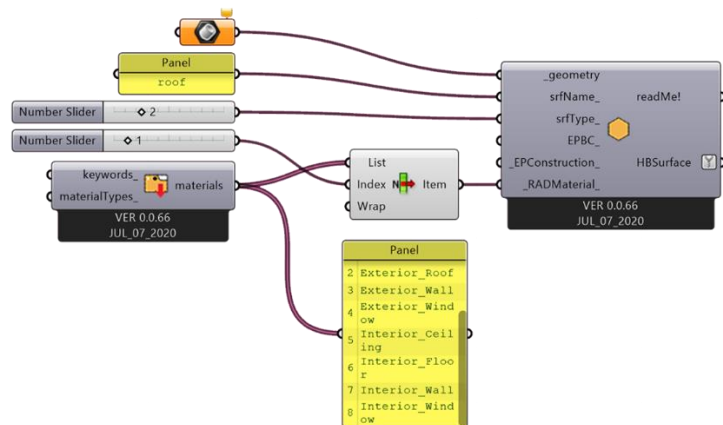 Panel
roof
Number Slider 2
Number Slider 1
keywords_
materialTypes_
materials
VER 0.0.66
JUL_07_2020
List
Index
Wrap
N
Item
_geometry
srfName_
srfType_
EPBC_
_EPConstruction_
_RADMaterial_
readMe!
HBSurface
Y
VER 0.0.66
JUL_07_2020
Panel
2 Exterior_Roof
3 Exterior_Wall
4 Exterior_Wind
ow
5 Interior_Ceil
ing
6 Interior_Floo
r
7 Interior_Wall
8 Interior_Wind
ow